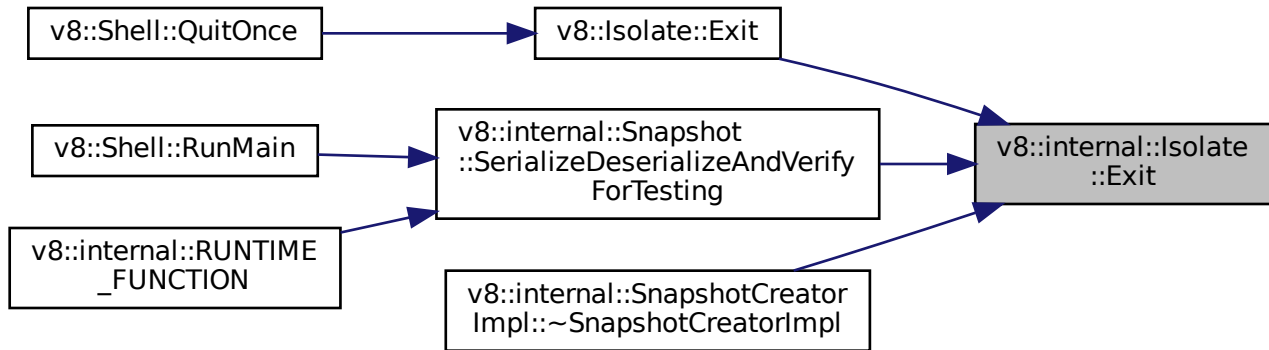 v8::Shell::QuitOnce
v8::Isolate::Exit
v8::Shell::RunMain
v8::internal::Snapshot
::SerializeDeserializeAndVerify
ForTesting
v8::internal::Isolate
::Exit
v8::internal::RUNTIME
_FUNCTION
v8::internal::SnapshotCreator
Impl::~SnapshotCreatorImpl